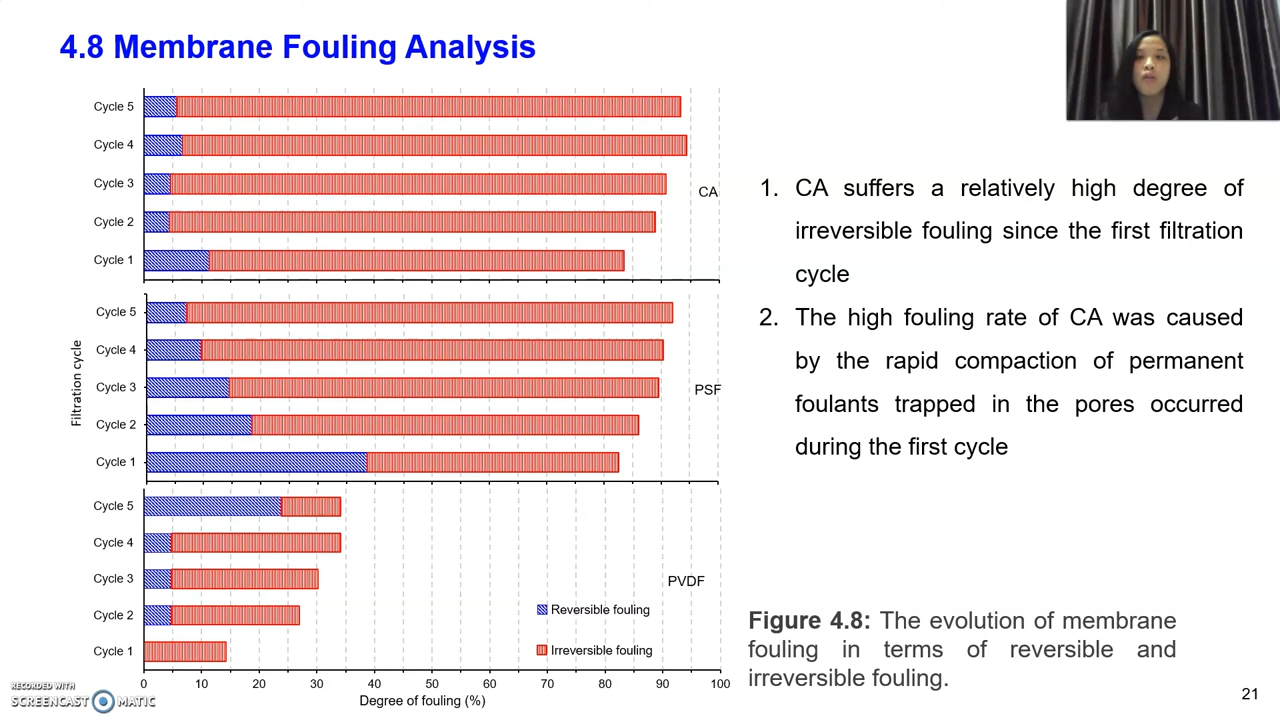 4.8 Membrane Fouling Analysis
Cycle 5
Cycle 4
Cycle 3
Cycle 2
Cycle 1
CA
Cycle 5
Cycle 4
Cycle 3
Cycle 2
Cycle 1
PSF
Filtration cycle
Cycle 5
Cycle 4
Cycle 3
Cycle 2
Cycle 1
PVDF
Reversible fouling
Irreversible fouling
0 10 20 30 40 50 60 70 80 90 100
Degree of fouling (%)
1. CA suffers a relatively high degree of
irreversible fouling since the first filtration
cycle
2. The high fouling rate of CA was caused
by the rapid compaction of permanent
foulants trapped in the pores occurred
during the first cycle
Figure 4.8: The evolution of membrane
fouling in terms of reversible and
irreversible fouling.
21
RECORDED WITH
SCREENCAST MATIC